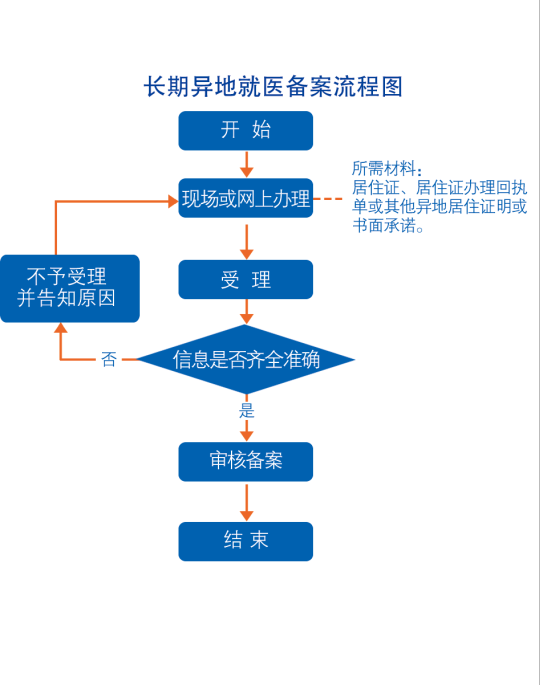 长期异地就医备案流程图
开 始
现场或网上办理
所需材料：
居住证、居住证办理回执
单或其他异地居住证明或
书面承诺。
不予受理
并告知原因
受 理
信息是否齐全准确
否
是
审核备案
结 束